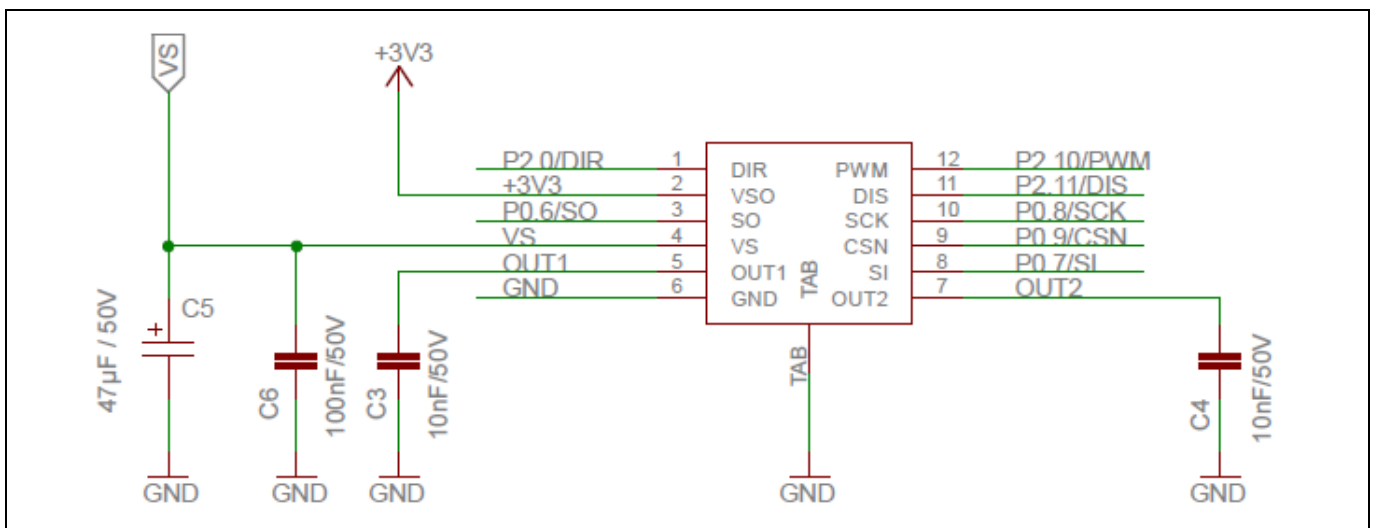 VS
+3V3
P2.0/DIR 1 DIR PWM 12 P2.10/PWM
+3V3 2 VSO DIS 11 P2.11/DIS
P0.6/SO 3 SO SCK 10 P0.8/SCK
VS 4 VS CSN 9 P0.9/CSN
OUT1 5 OUT1 TAB SI 8 P0.7/SI
GND 6 GND OUT2 7 OUT2
47µF / 50V + C5
C6 100nF/50V
C3 10nF/50V
TAB
C4 10nF/50V
GND GND GND GND GND